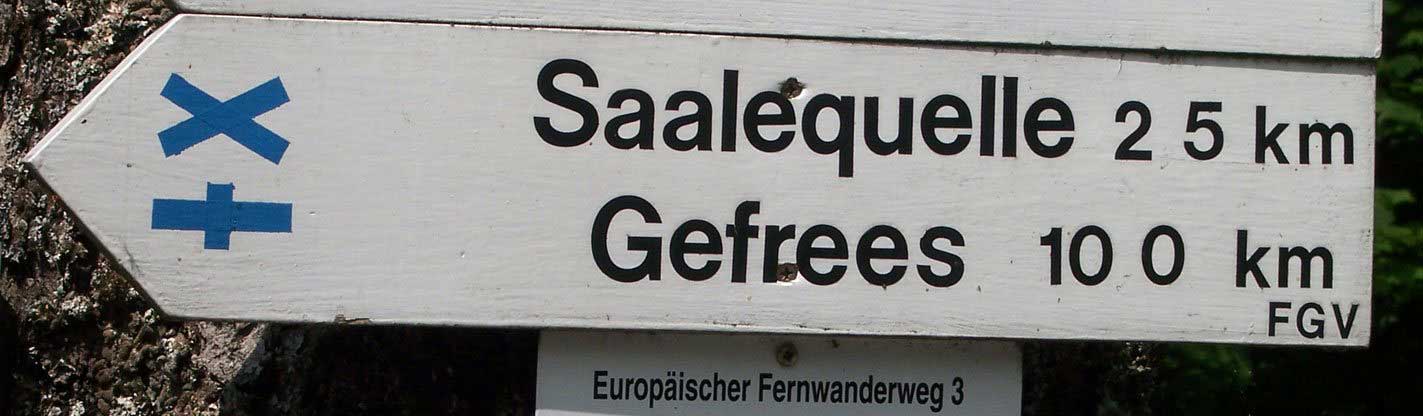 Saalequelle 2 5 km
Gefrees 10 0 km
FGV
Europäischer Fernwanderweg 3